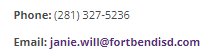 Phone: (281) 327-5236
Email: janie.will@fortbendisd.com